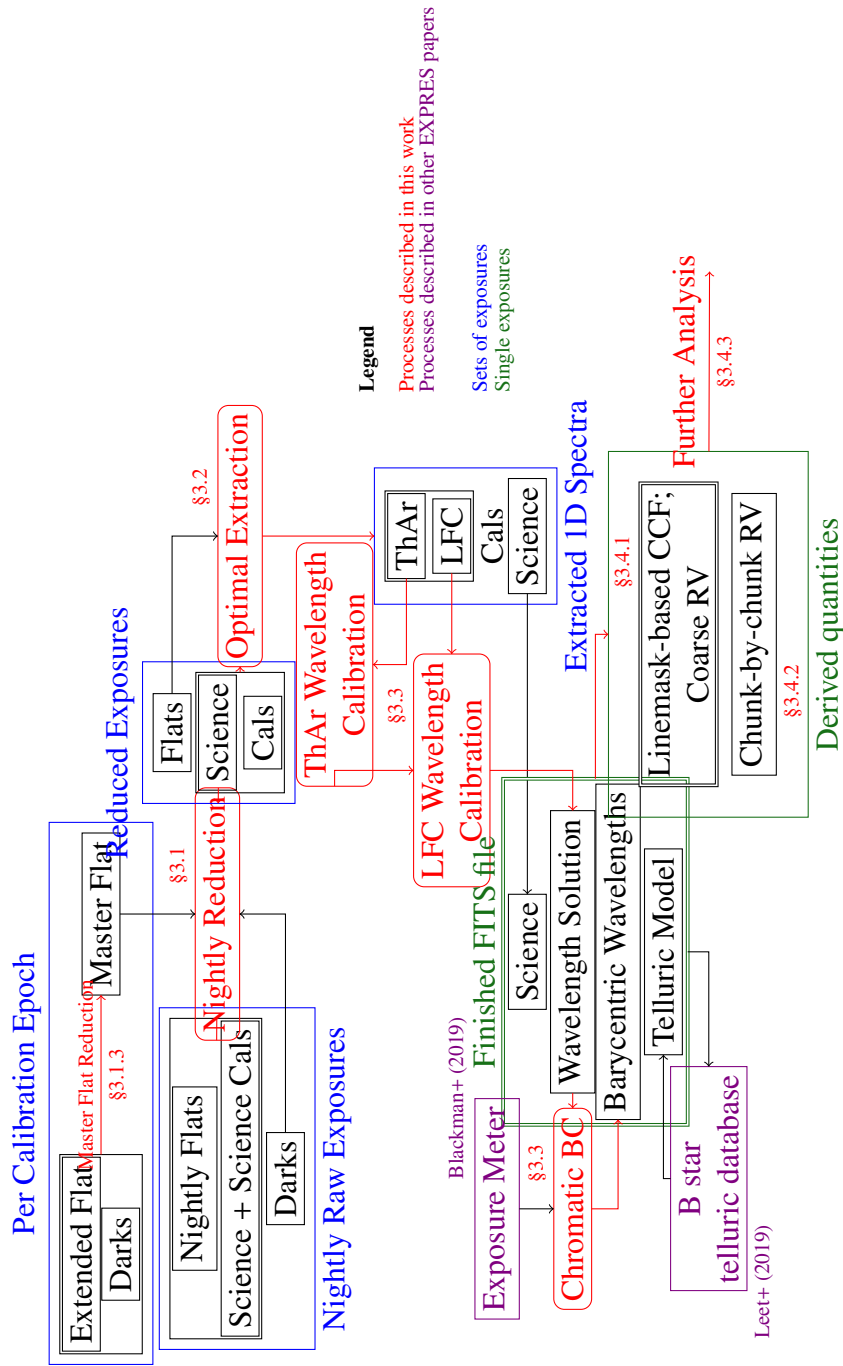 Per Calibration Epoch
Extended Flat
Darks
Master Flat Reduction
§3.1.3
Master Flat
Nightly Flats
Science + Science Cals
Darks
Nightly Raw Exposures
Nightly Reduction
§3.1
Reduced Exposures
Flats
Science
Cals
§3.2
Optimal Extraction
ThAr Wavelength
Calibration
§3.3
LFC Wavelength
Calibration
ThAr
LFC
Cals
Science
Extracted 1D Spectra
Legend
Processes described in this work
Processes described in other EXPRES papers
Sets of exposures
Single exposures
Blackman+ (2019)
Exposure Meter
§3.3
Chromatic BC
Finished FITS file
Science
Wavelength Solution
Barycentric Wavelengths
Telluric Model
B star
telluric database
Leet+ (2019)
§3.4.1
Linemask-based CCF;
Coarse RV
Chunk-by-chunk RV
§3.4.2
Derived quantities
Further Analysis
§3.4.3